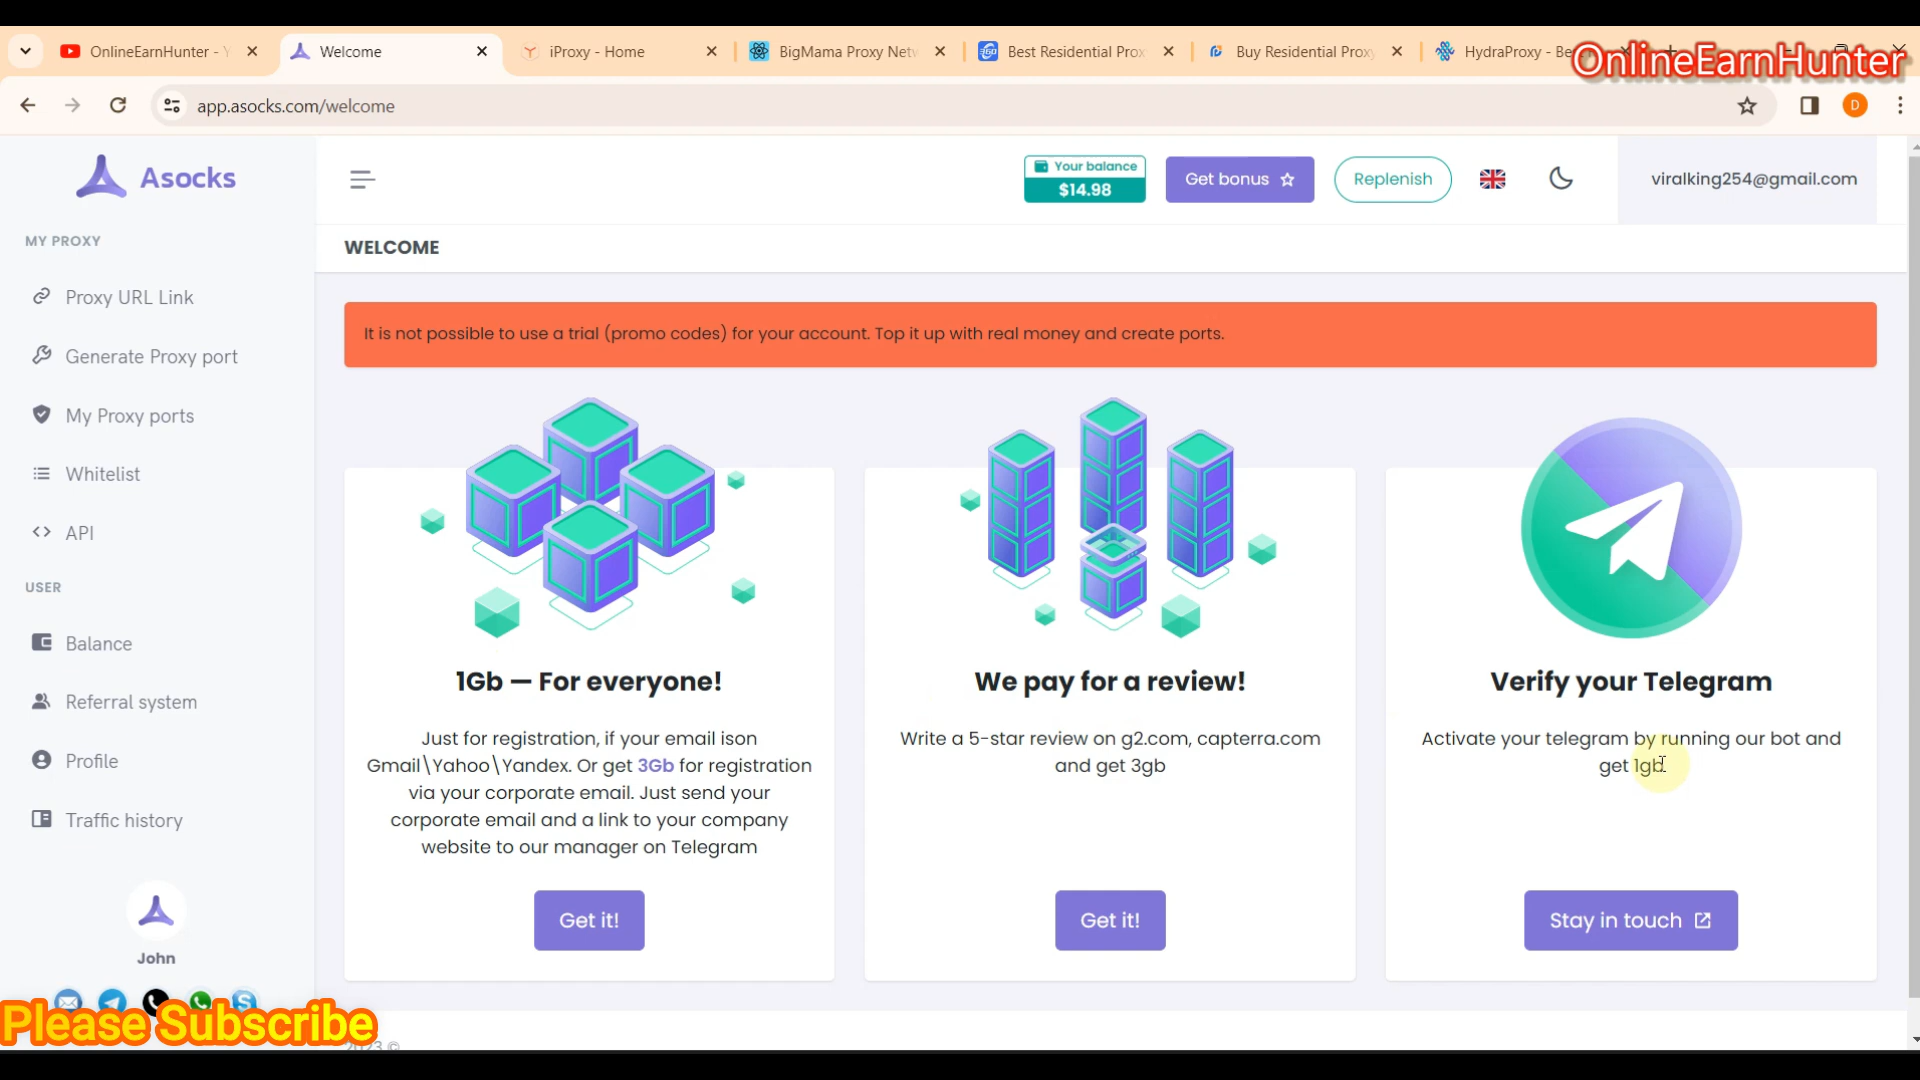 OnlineEarnHunter - Y
Welcome
iProxy - Home
BigMama Proxy Netw
Best Residential Prox
Buy Residential Proxy
HydraProxy - Be
OnlineEarnHunter
app.asocks.com/welcome
D
Asocks
Your balance
$14.98
Get bonus
Replenish
viralking254@gmail.com
MY PROXY
WELCOME
Proxy URL Link
Generate Proxy port
My Proxy ports
Whitelist
API
USER
Balance
Referral system
Profile
Traffic history
John
It is not possible to use a trial (promo codes) for your account. Top it up with real money and create ports.
1Gb — For everyone!
Just for registration, if your email ison
Gmail\Yahoo\Yandex. Or get 3Gb for registration
via your corporate email. Just send your
corporate email and a link to your company
website to our manager on Telegram
Get it!
We pay for a review!
Write a 5-star review on g2.com, capterra.com
and get 3gb
Get it!
Verify your Telegram
Activate your telegram by running our bot and
get 1gb
Stay in touch
Please Subscribe
2023 ©